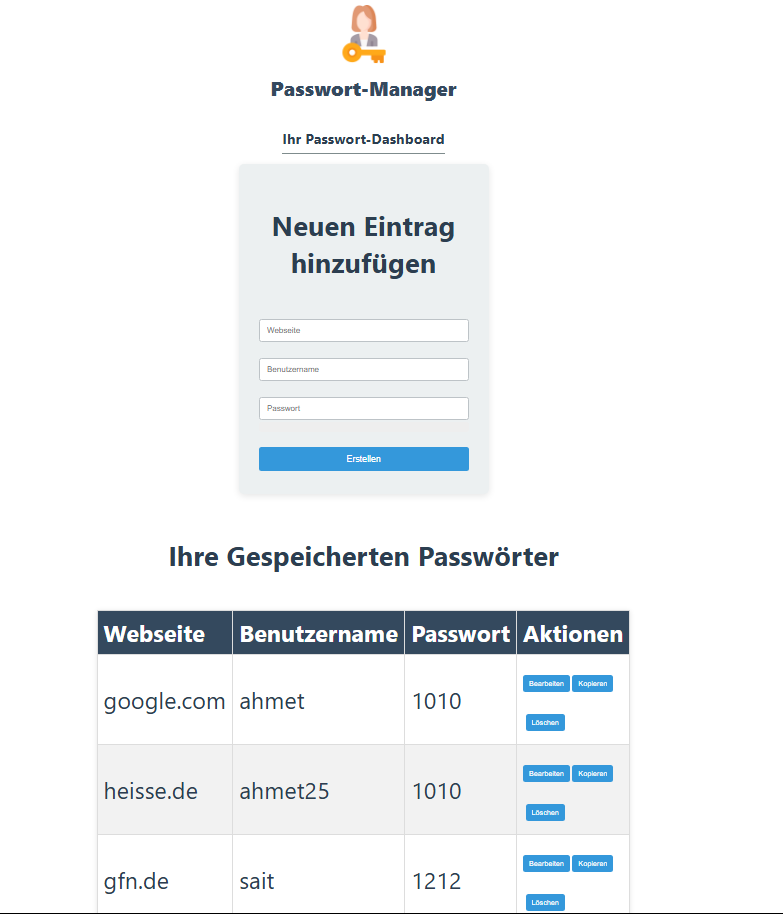 Passwort-Manager
Ihr Passwort-Dashboard
Neuen Eintrag
hinzufügen
Webseite
Benutzername
Passwort
Erstellen
Ihre Gespeicherten Passwörter
Webseite Benutzername Passwort Aktionen
google.com ahmet 1010 Bearbeiten Kopieren
Löschen
heisse.de ahmet25 1010 Bearbeiten Kopieren
Löschen
gfn.de sait 1212 Bearbeiten Kopieren
Löschen